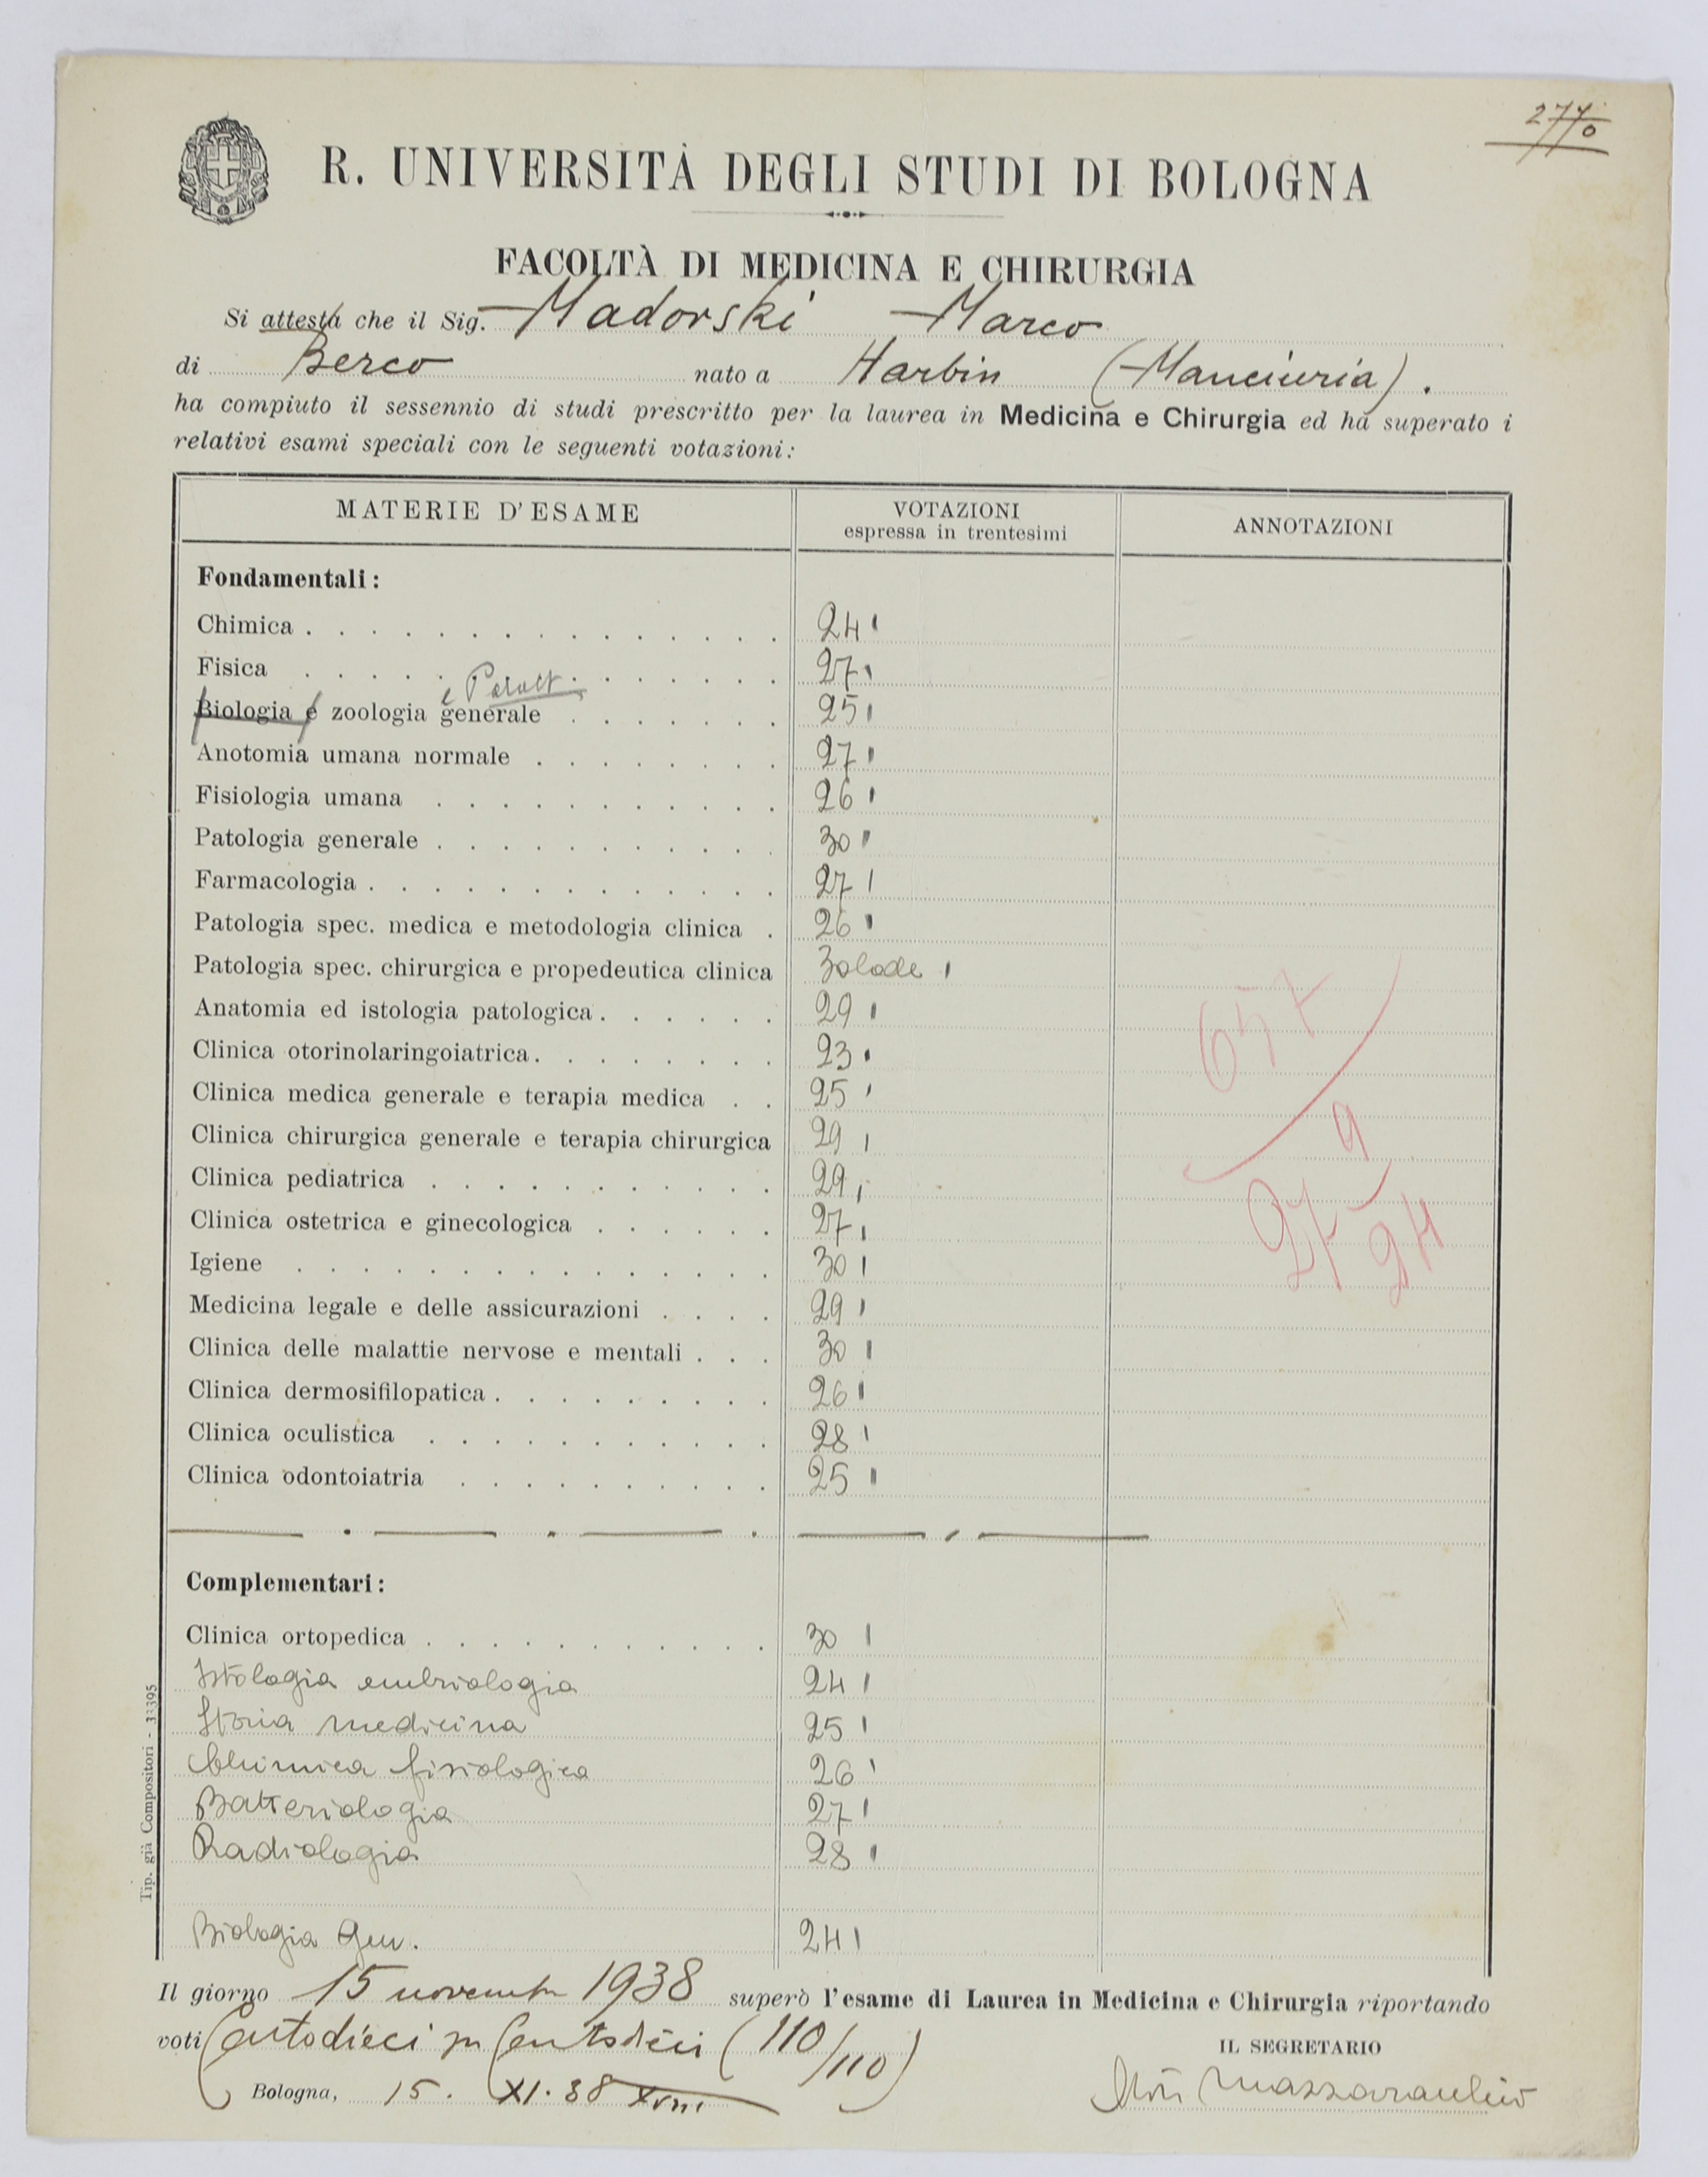 2770
R. UNIVERSITÀ DEGLI STUDI DI BOLOGNA
FACOLTÀ DI MEDICINA E CHIRURGIA
Si attesta che il Sig. Madorski Marco
di Berco nato a Harbin (Manciuria).
ha compiuto il sessennio di studi prescritto per la laurea in Medicina e Chirurgia ed ha superato i
relativi esami speciali con le seguenti votazioni:
MATERIE D'ESAME VOTAZIONI espressa in trentesimi ANNOTAZIONI
Fondamentali:
Chimica 24
Fisica 27
Biologia e zoologia generale 25
Anotomia umana normale 27
Fisiologia umana 26
Patologia generale 30
Farmacologia 27
Patologia spec. medica e metodologia clinica 26
Patologia spec. chirurgica e propedeutica clinica 30 lode
Anatomia ed istologia patologica 29
Clinica otorinolaringoiatrica 23
Clinica medica generale e terapia medica 25
Clinica chirurgica generale e terapia chirurgica 29
Clinica pediatrica 29
Clinica ostetrica e ginecologica 27
Igiene 30
Medicina legale e delle assicurazioni 29
Clinica delle malattie nervose e mentali 30
Clinica dermosifilopatica 26
Clinica oculistica 28
Clinica odontoiatria 25
657
27 9/24
Complementari:
Clinica ortopedica 30
Istologia embriologia 24
Storia medicina 25
Chimica fisiologica 26
Batteriologia 27
Radiologia 28
Biologia Gen. 24
Il giorno 15 novembre 1938 superò l'esame di Laurea in Medicina e Chirurgia riportando
voti Centodieci su Centodieci (110/110)
IL SEGRETARIO
Bologna, 15. XI. 38 XVII
Tip. già Compositori - 33395